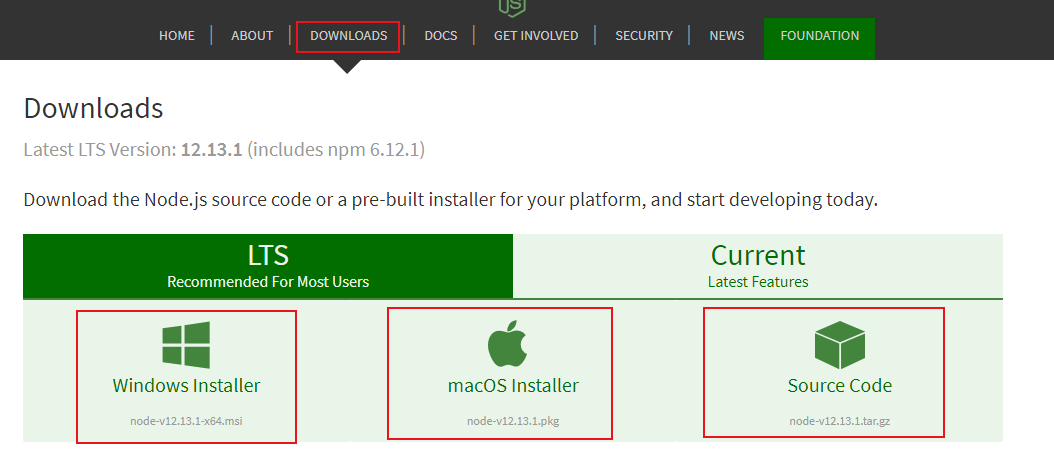 JS
HOME ABOUT DOWNLOADS DOCS GET INVOLVED SECURITY NEWS FOUNDATION
Downloads
Latest LTS Version: 12.13.1 (includes npm 6.12.1)
Download the Node.js source code or a pre-built installer for your platform, and start developing today.
LTS Current
Recommended For Most Users Latest Features
Windows Installer macOS Installer Source Code
node-v12.13.1-x64.msi node-v12.13.1.pkg node-v12.13.1.tar.gz